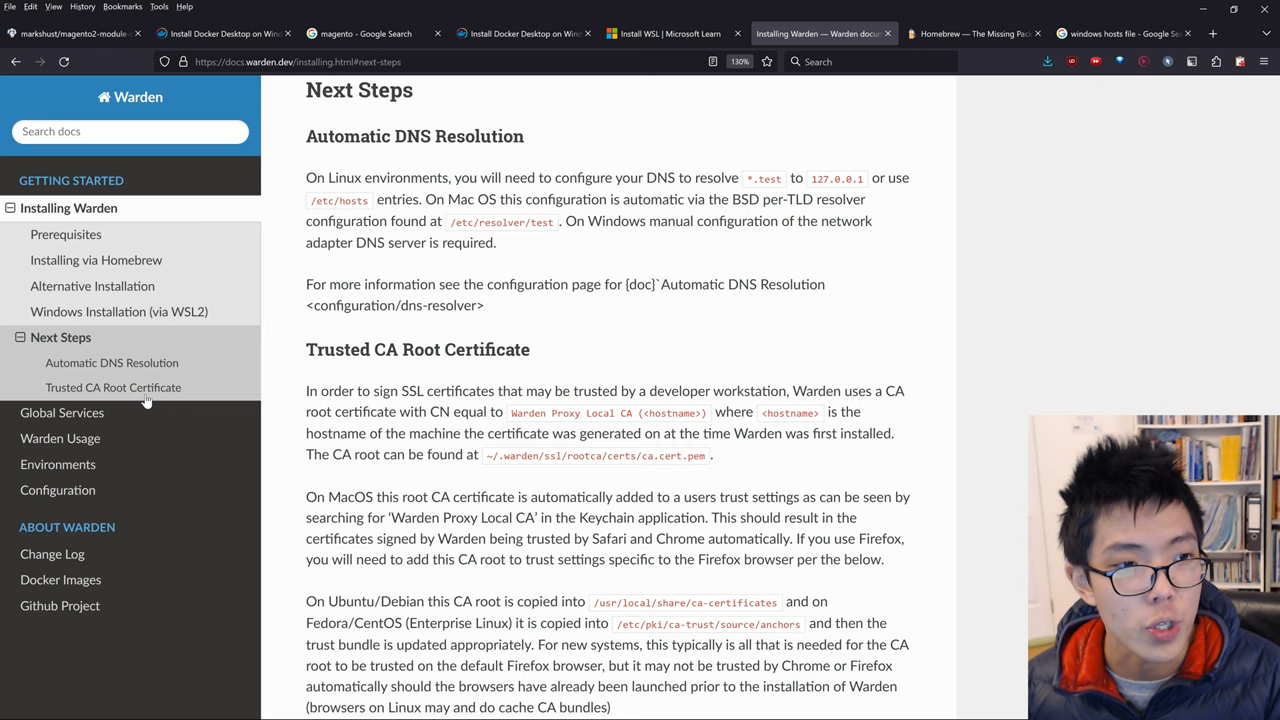 File Edit View History Bookmarks Tools Help
markshust/magento2-module-
Install Docker Desktop on Win
magento - Google Search
Install Docker Desktop on Win
Install WSL | Microsoft Learn
Installing Warden — Warden docu
Homebrew — The Missing Pack
windows hosts file - Google Se
https://docs.warden.dev/installing.html#next-steps
130%
Search
Warden
Search docs
GETTING STARTED
Installing Warden
Prerequisites
Installing via Homebrew
Alternative Installation
Windows Installation (via WSL2)
Next Steps
Automatic DNS Resolution
Trusted CA Root Certificate
Global Services
Warden Usage
Environments
Configuration
ABOUT WARDEN
Change Log
Docker Images
Github Project
Next Steps
Automatic DNS Resolution
On Linux environments, you will need to configure your DNS to resolve *.test to 127.0.0.1 or use
/etc/hosts entries. On Mac OS this configuration is automatic via the BSD per-TLD resolver
configuration found at /etc/resolver/test . On Windows manual configuration of the network
adapter DNS server is required.
For more information see the configuration page for {doc}`Automatic DNS Resolution
<configuration/dns-resolver>
Trusted CA Root Certificate
In order to sign SSL certificates that may be trusted by a developer workstation, Warden uses a CA
root certificate with CN equal to Warden Proxy Local CA (<hostname>) where <hostname> is the
hostname of the machine the certificate was generated on at the time Warden was first installed.
The CA root can be found at ~/.warden/ssl/rootca/certs/ca.cert.pem .
On MacOS this root CA certificate is automatically added to a users trust settings as can be seen by
searching for ‘Warden Proxy Local CA’ in the Keychain application. This should result in the
certificates signed by Warden being trusted by Safari and Chrome automatically. If you use Firefox,
you will need to add this CA root to trust settings specific to the Firefox browser per the below.
On Ubuntu/Debian this CA root is copied into /usr/local/share/ca-certificates and on
Fedora/CentOS (Enterprise Linux) it is copied into /etc/pki/ca-trust/source/anchors and then the
trust bundle is updated appropriately. For new systems, this typically is all that is needed for the CA
root to be trusted on the default Firefox browser, but it may not be trusted by Chrome or Firefox
automatically should the browsers have already been launched prior to the installation of Warden
(browsers on Linux may and do cache CA bundles)